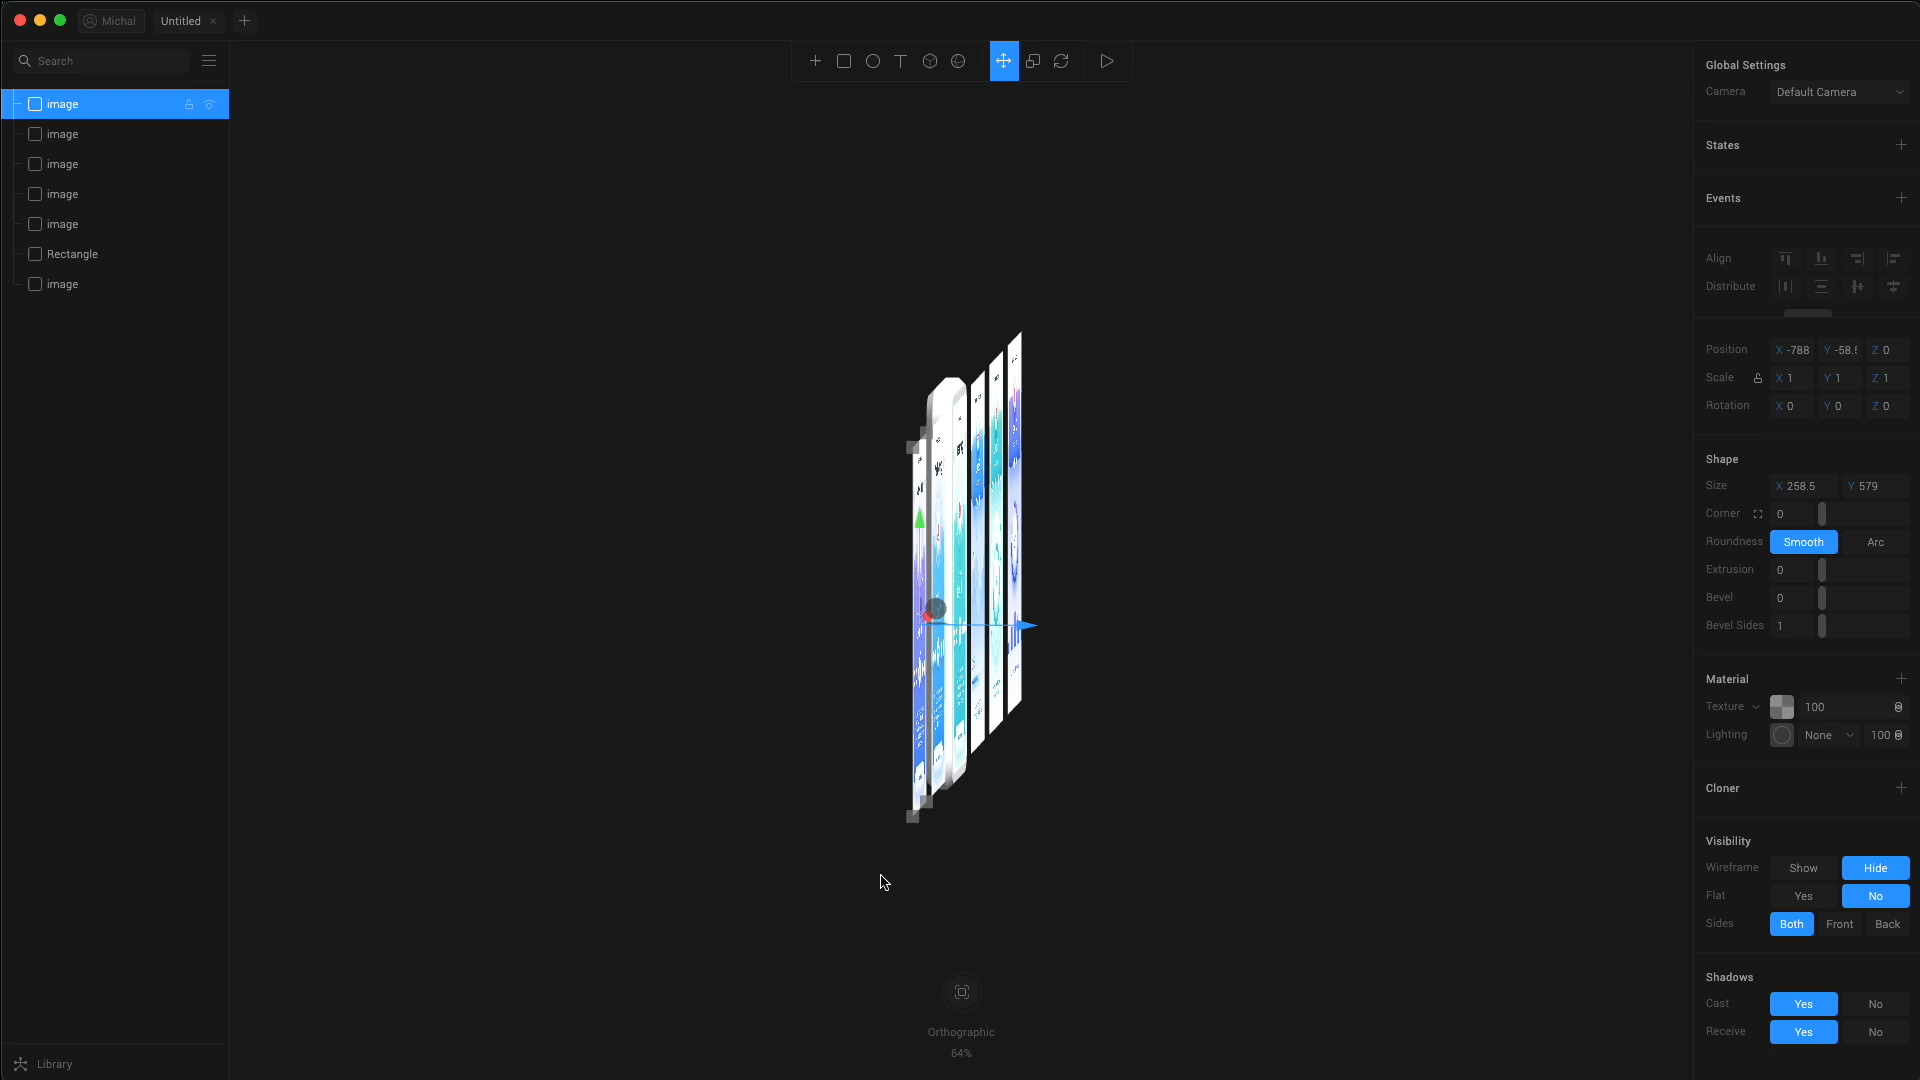 Michal
Untitled
Search
image
image
image
image
image
Rectangle
image
Library
Orthographic
64%
Global Settings
Camera Default Camera
States
Events
Align
Distribute
Position X -788 Y -58.5 Z 0
Scale X 1 Y 1 Z 1
Rotation X 0 Y 0 Z 0
Shape
Size X 258.5 Y 579
Corner 0
Roundness Smooth Arc
Extrusion 0
Bevel 0
Bevel Sides 1
Material
Texture 100
Lighting None 100
Cloner
Visibility
Wireframe Show Hide
Flat Yes No
Sides Both Front Back
Shadows
Cast Yes No
Receive Yes No